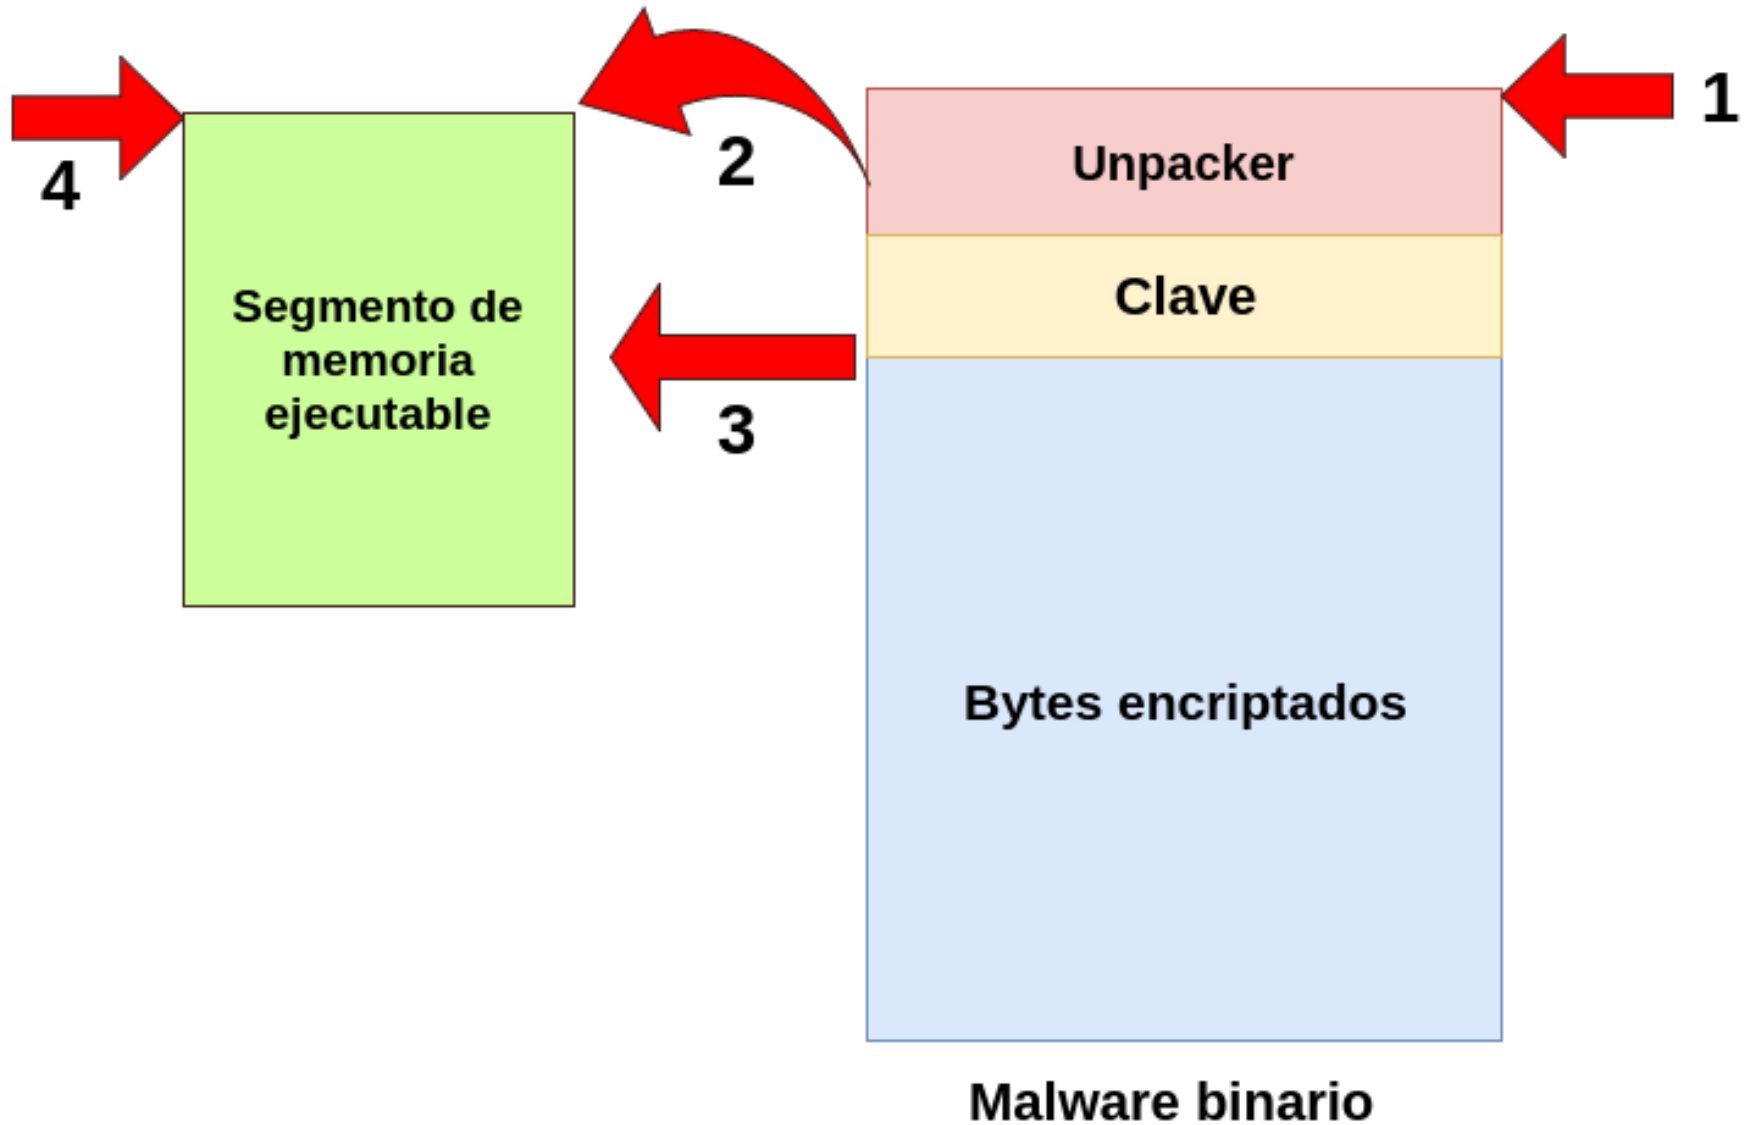 1
Unpacker
2
4
Clave
Segmento de
memoria
ejecutable
3
Bytes encriptados
Malware binario